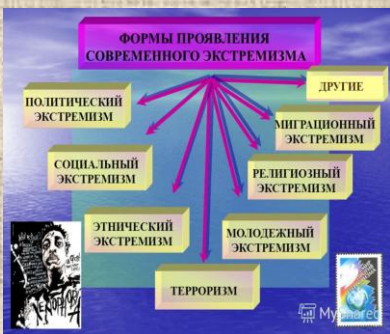 ФОРМЫ ПРОЯВЛЕНИЯ
СОВРЕМЕННОГО ЭКСТРЕМИЗМА
ДРУГИЕ
ПОЛИТИЧЕСКИЙ
ЭКСТРЕМИЗМ
МИГРАЦИОННЫЙ
ЭКСТРЕМИЗМ
СОЦИАЛЬНЫЙ
ЭКСТРЕМИЗМ
РЕЛИГИОЗНЫЙ
ЭКСТРЕМИЗМ
ЭТНИЧЕСКИЙ
ЭКСТРЕМИЗМ
МОЛОДЕЖНЫЙ
ЭКСТРЕМИЗМ
ТЕРРОРИЗМ
MyShared